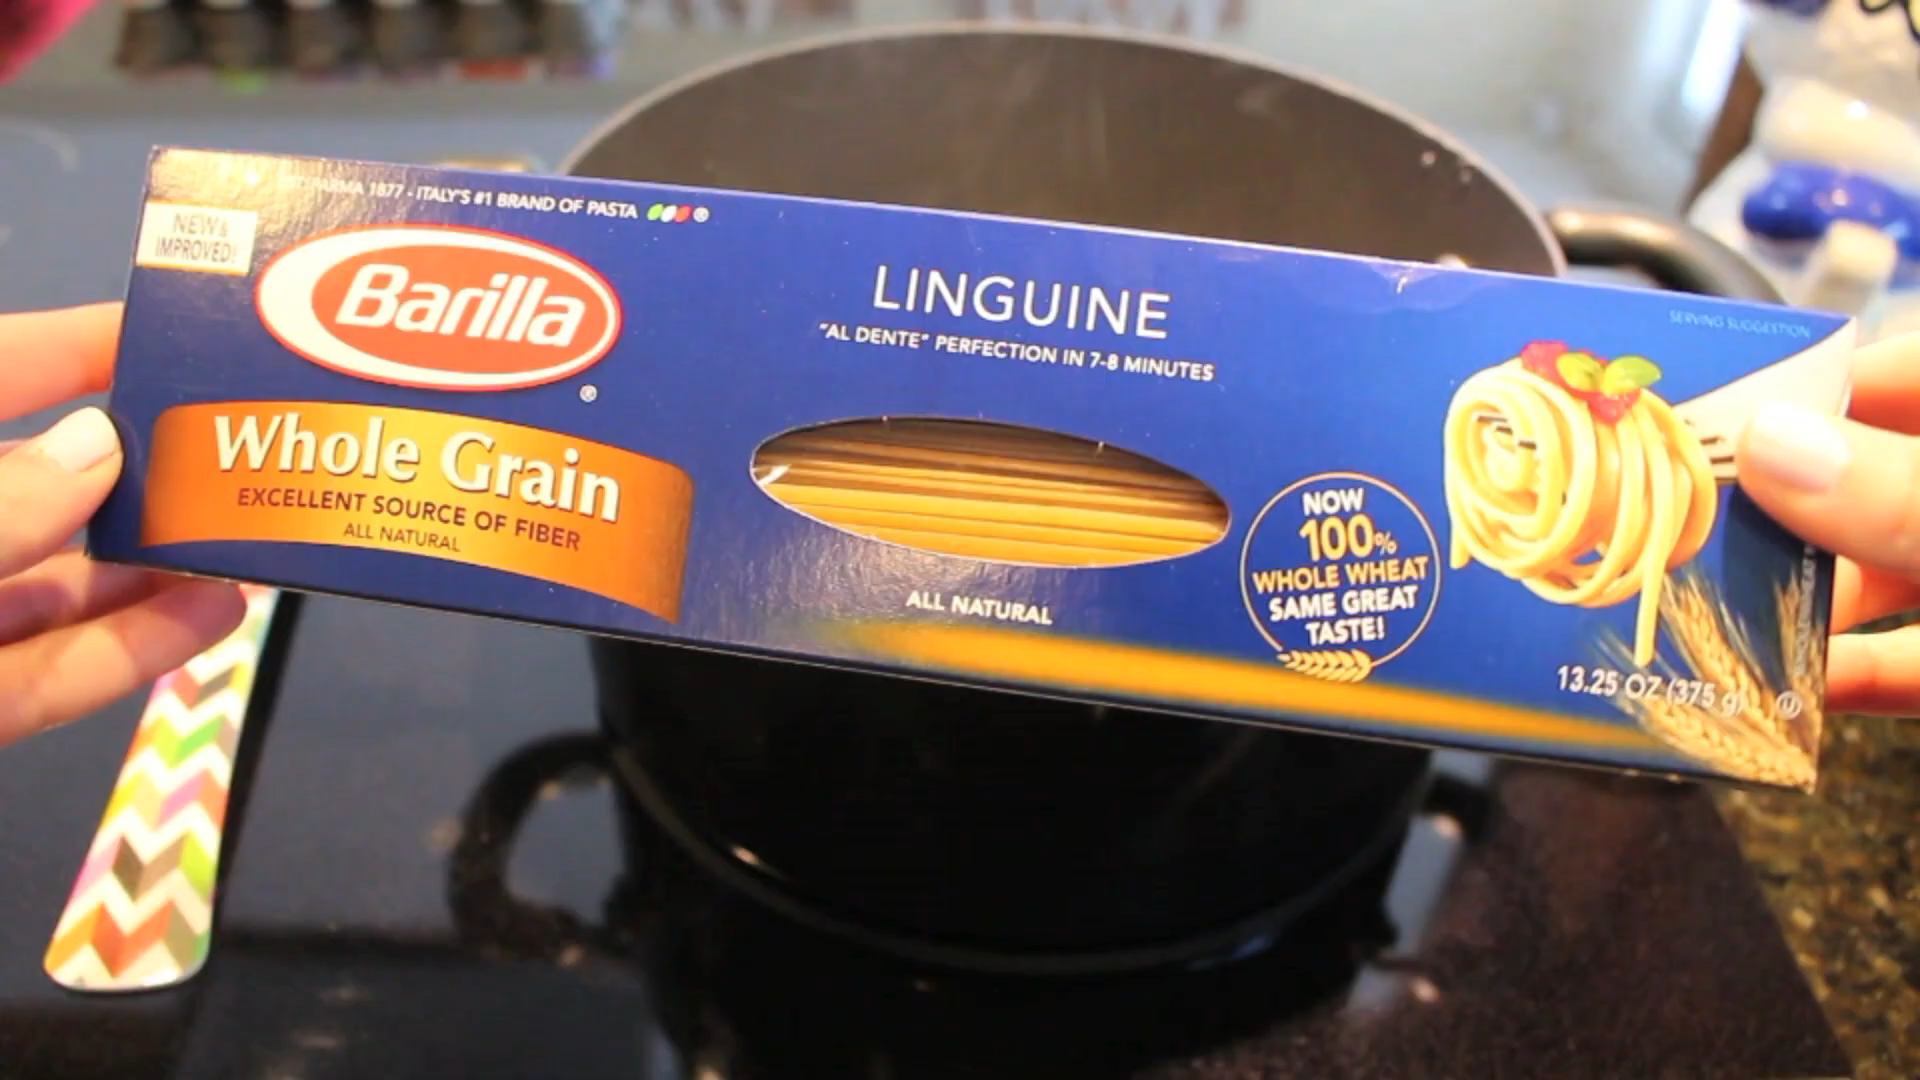 PARMA 1877 - ITALY'S #1 BRAND OF PASTA ®
NEW &
IMPROVED!
Barilla
®
Whole Grain
EXCELLENT SOURCE OF FIBER
ALL NATURAL
LINGUINE
"AL DENTE" PERFECTION IN 7-8 MINUTES
ALL NATURAL
SERVING SUGGESTION
NOW
100%
WHOLE WHEAT
SAME GREAT
TASTE!
13.25 OZ (375 g)
U